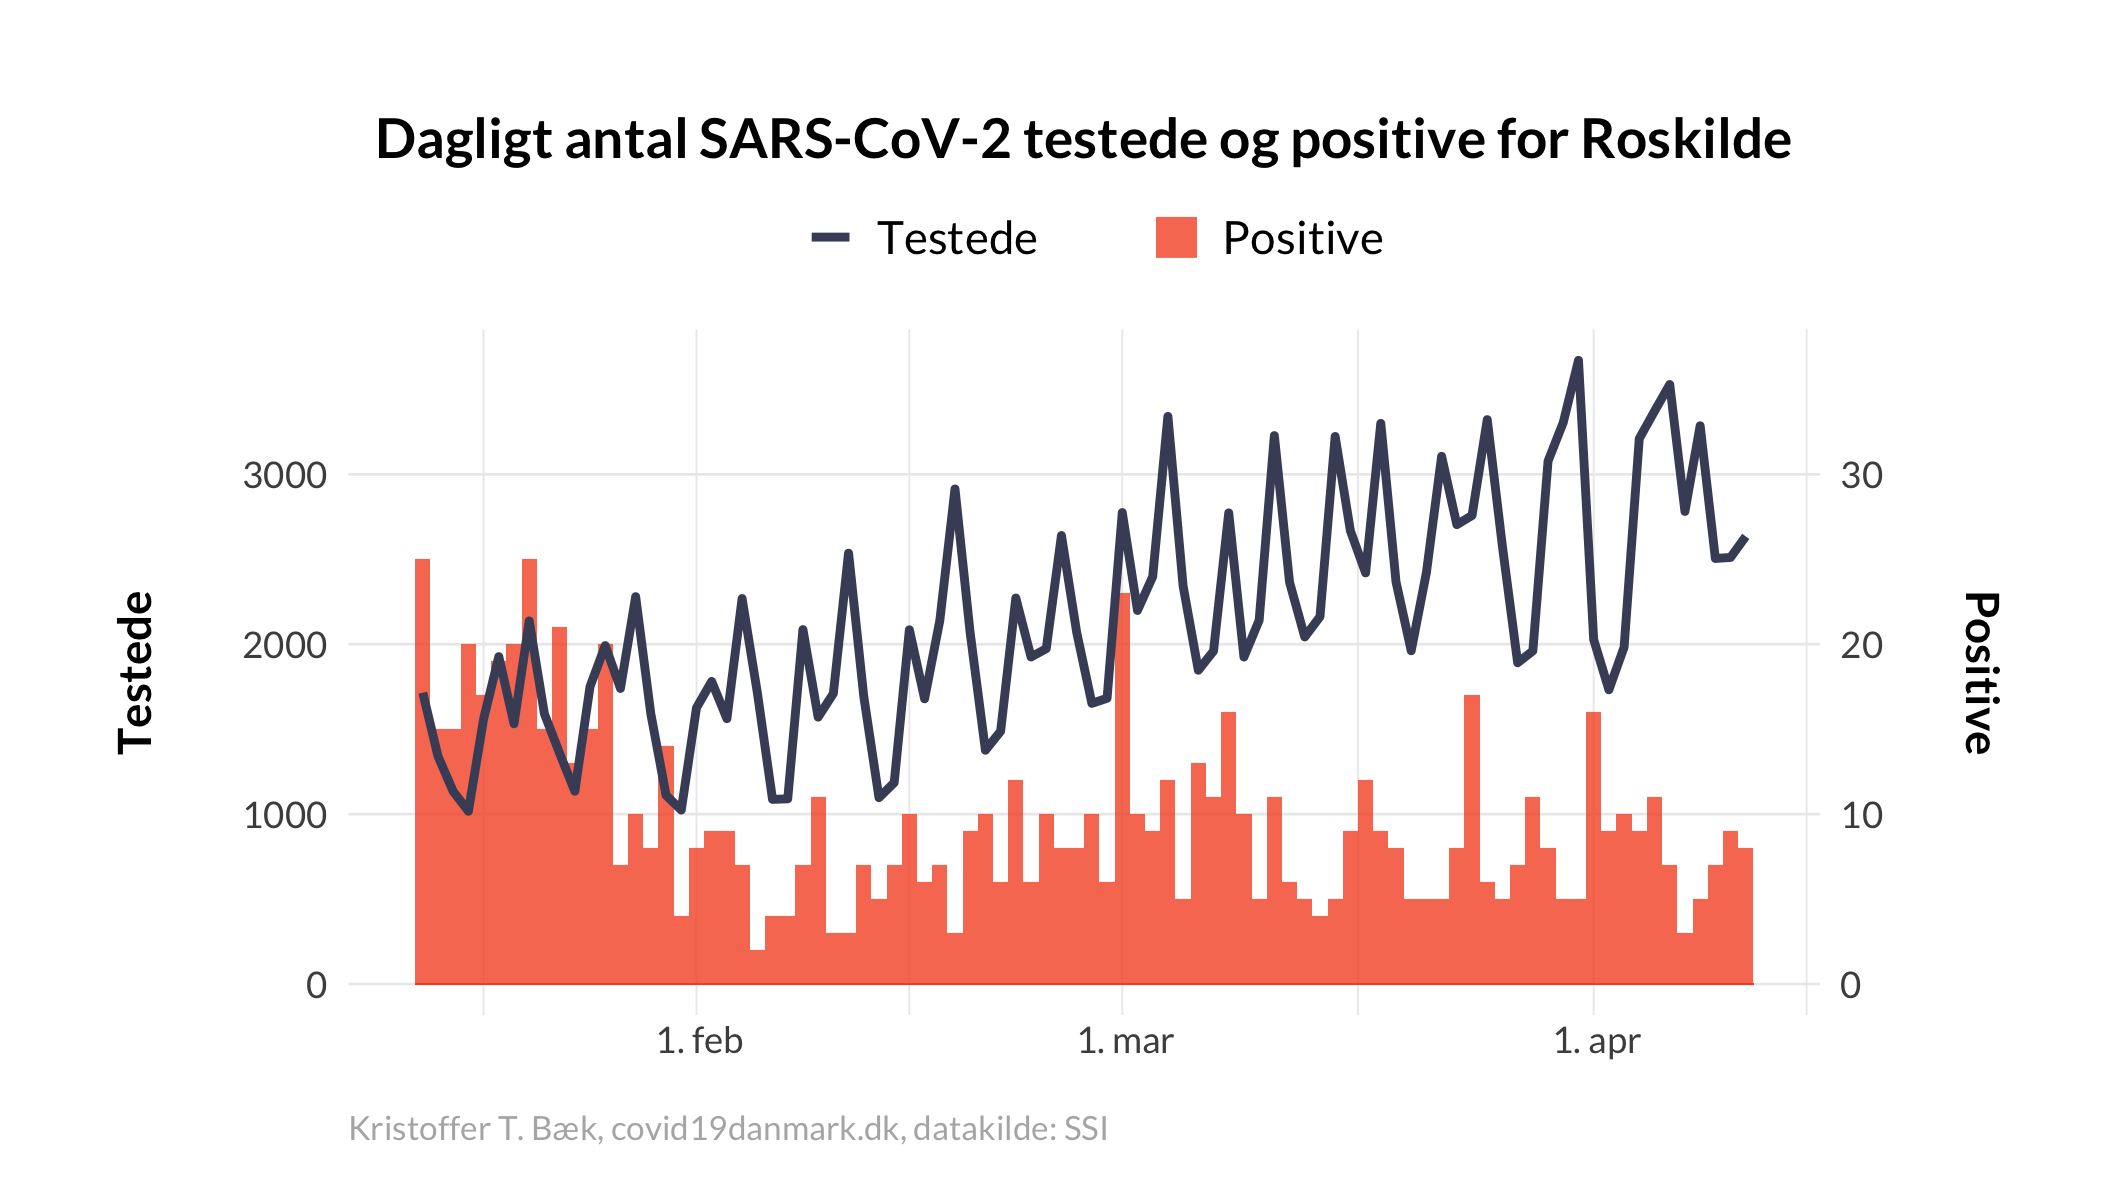 Dagligt antal SARS-CoV-2 testede og positive for Roskilde
Testede
Positive
Testede
3000
2000
1000
0
30
20
10
0
Positive
1. feb
1. mar
1. apr
Kristoffer T. Bæk, covid19danmark.dk, datakilde: SSI